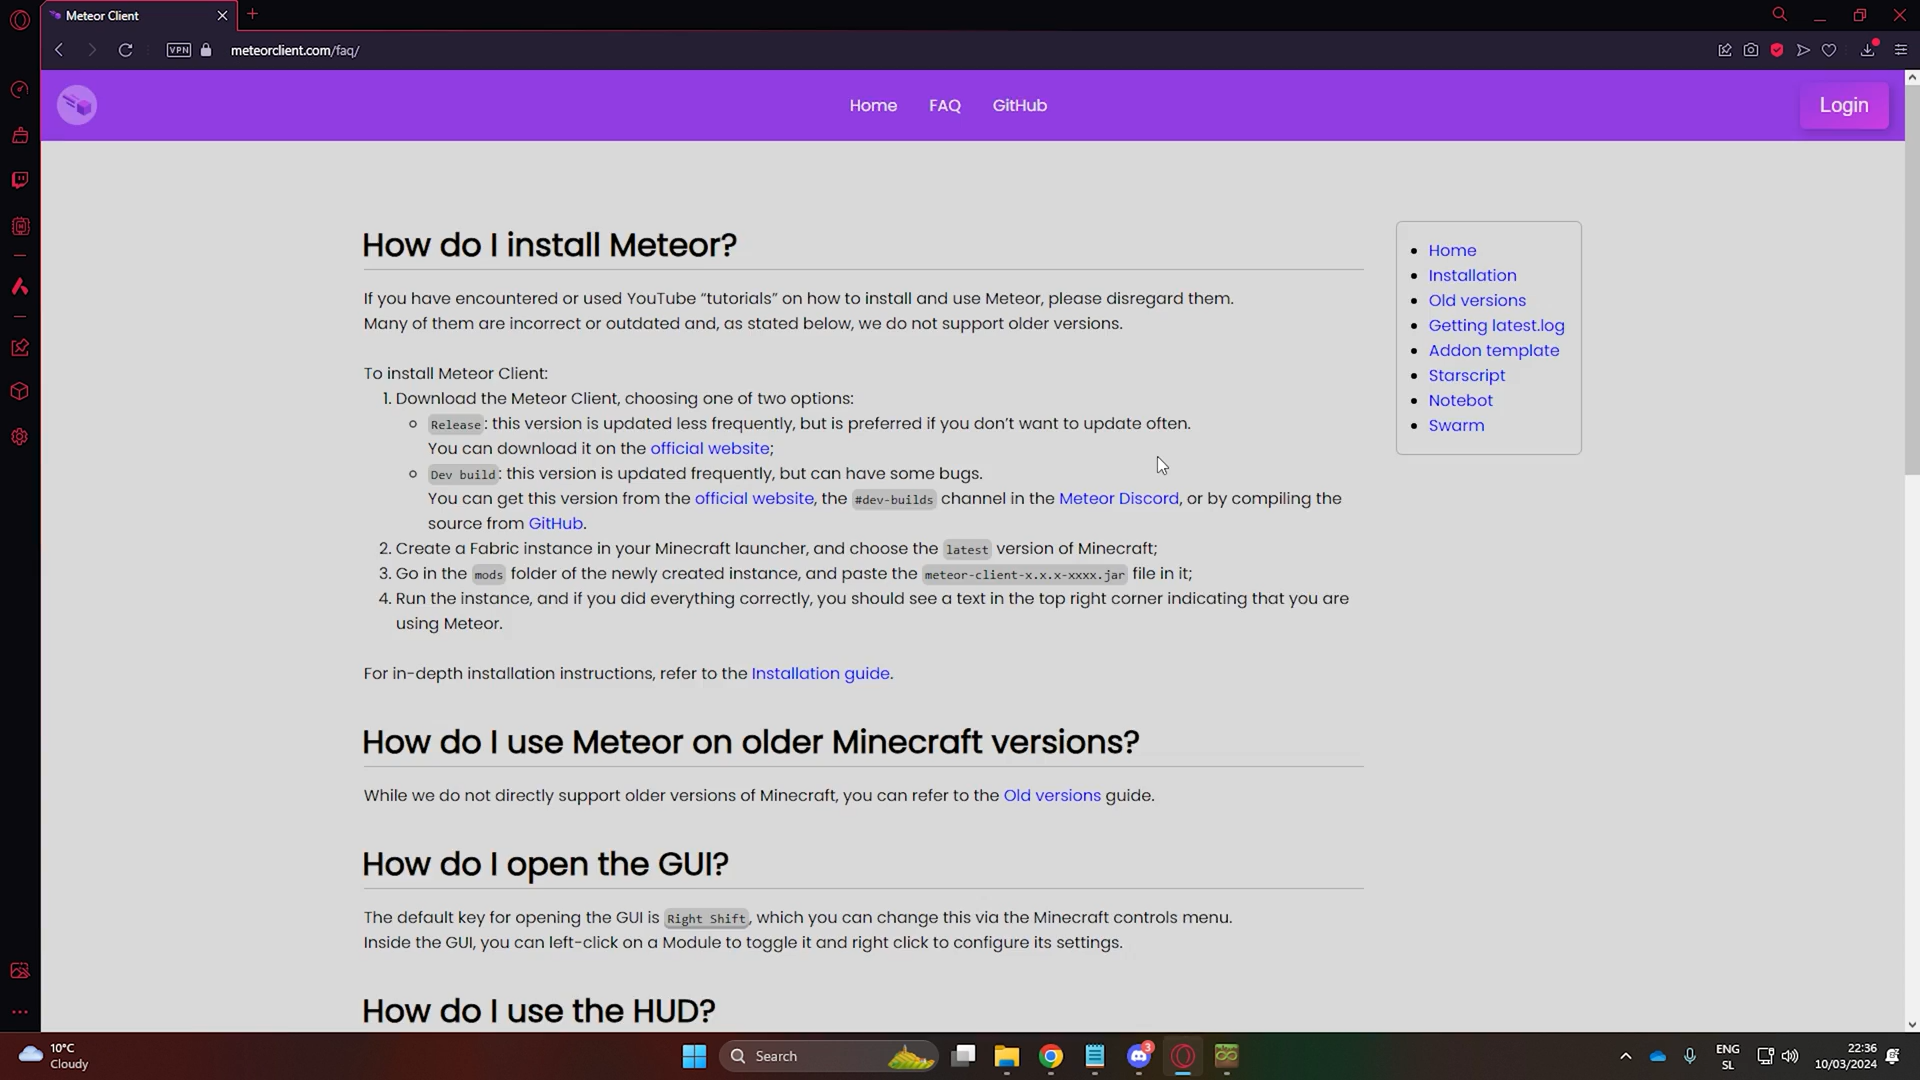 Meteor Client
VPN
meteorclient.com/faq/
Home FAQ GitHub
Login
How do I install Meteor?
If you have encountered or used YouTube “tutorials” on how to install and use Meteor, please disregard them.
Many of them are incorrect or outdated and, as stated below, we do not support older versions.
To install Meteor Client:
1. Download the Meteor Client, choosing one of two options:
Release: this version is updated less frequently, but is preferred if you don’t want to update often.
You can download it on the official website;
Dev build: this version is updated frequently, but can have some bugs.
You can get this version from the official website, the #dev-builds channel in the Meteor Discord, or by compiling the
source from GitHub.
2. Create a Fabric instance in your Minecraft launcher, and choose the latest version of Minecraft;
3. Go in the mods folder of the newly created instance, and paste the meteor-client-x.x.x-xxxx.jar file in it;
4. Run the instance, and if you did everything correctly, you should see a text in the top right corner indicating that you are
using Meteor.
For in-depth installation instructions, refer to the Installation guide.
How do I use Meteor on older Minecraft versions?
While we do not directly support older versions of Minecraft, you can refer to the Old versions guide.
How do I open the GUI?
The default key for opening the GUI is Right Shift, which you can change this via the Minecraft controls menu.
Inside the GUI, you can left-click on a Module to toggle it and right click to configure its settings.
How do I use the HUD?
Home
Installation
Old versions
Getting latest.log
Addon template
Starscript
Notebot
Swarm
10°C
Cloudy
Search
3
ENG
SL
22:36
10/03/2024